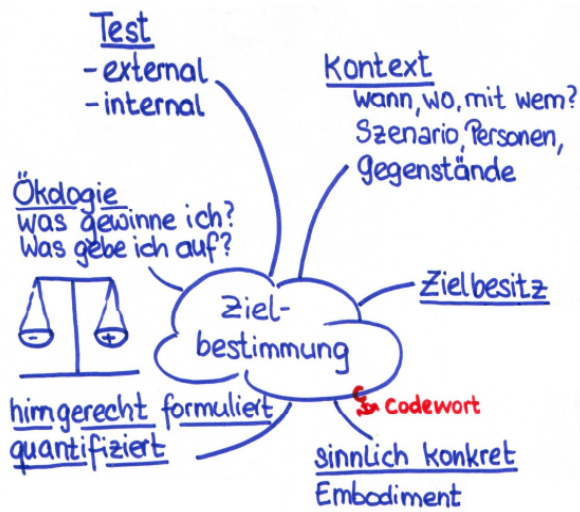 Test
- external
- internal
Kontext
wann, wo, mit wem?
Szenario, Personen,
Gegenstände
Ökologie
Was gewinne ich?
Was gebe ich auf?
- +
Zielbesitz
Ziel-
bestimmung
hirngerecht formuliert
quantifiziert
Codewort
sinnlich konkret
Embodiment